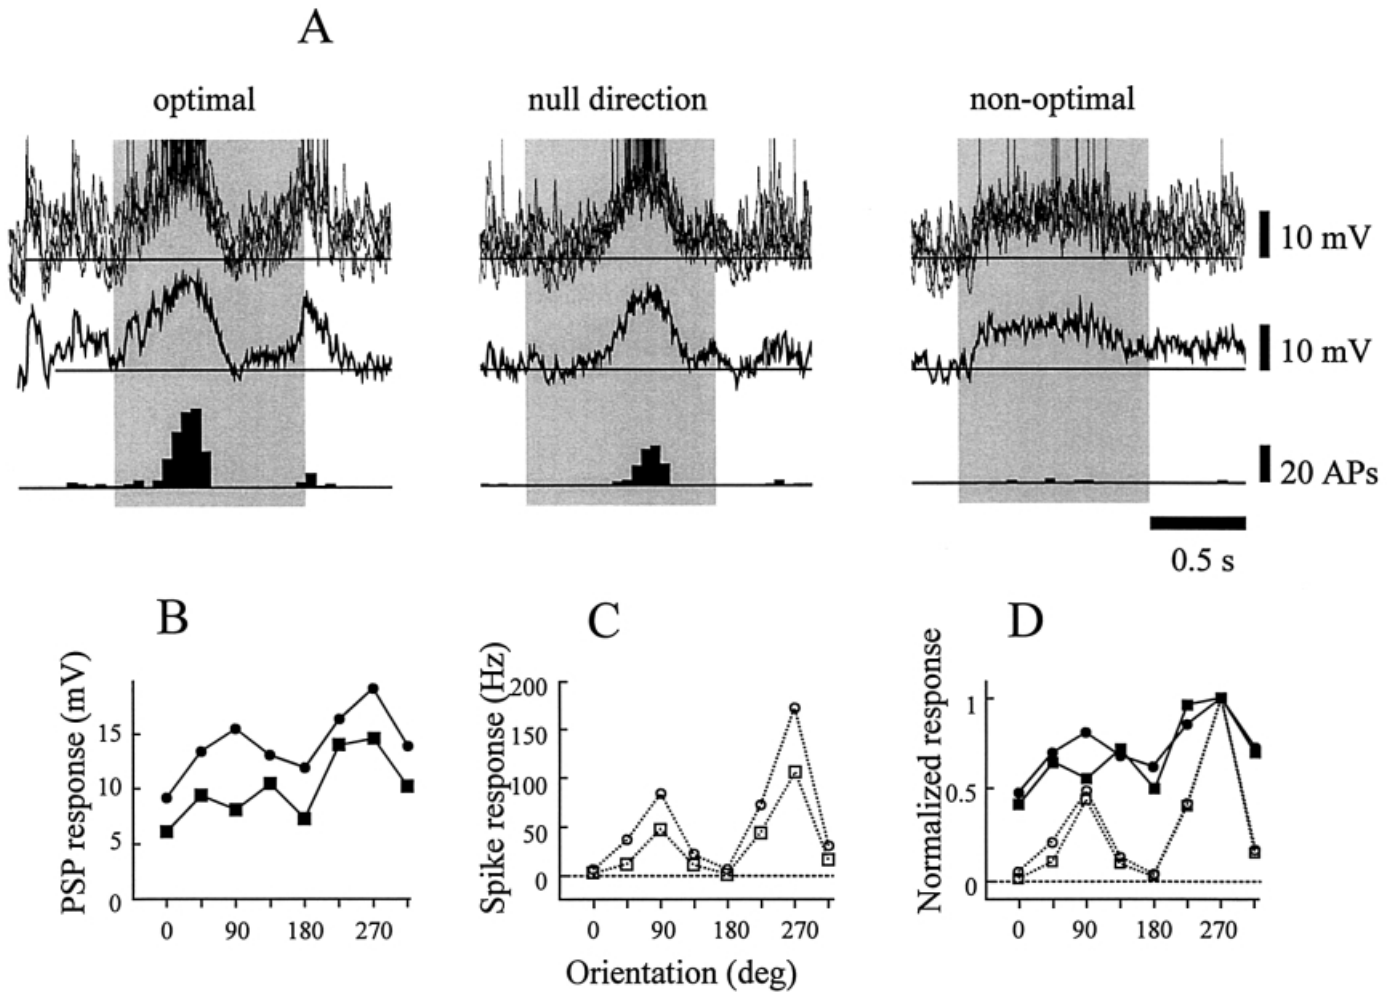 A
optimal
null direction
non-optimal
10 mV
10 mV
20 APs
0.5 s
B
PSP response (mV)
15
10
5
0
0 90 180 270
C
Spike response (Hz)
200
150
100
50
0
0 90 180 270
Orientation (deg)
D
Normalized response
1
0.5
0
0 90 180 270